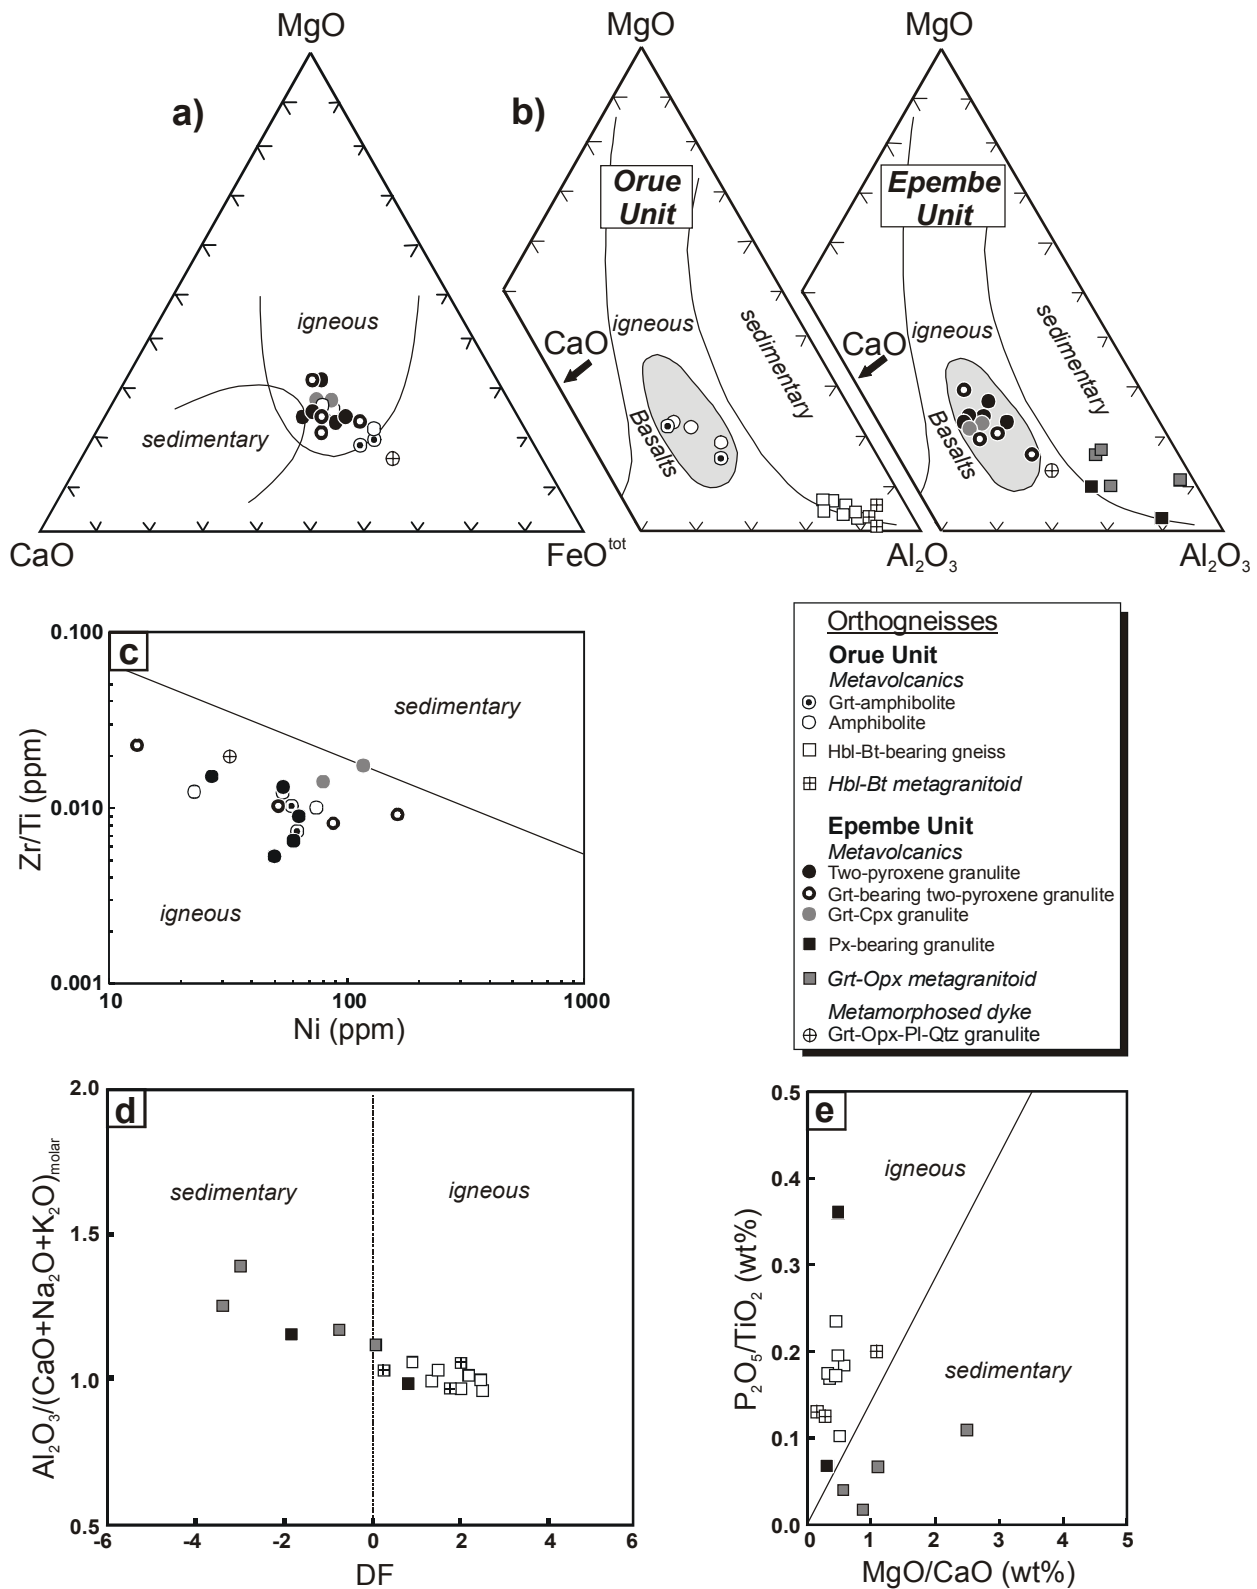 MgO
MgO
MgO
a)
b)
Orue
Unit
Epembe
Unit
igneous
sedimentary
CaO
FeOᵗᵒᵗ
CaO
igneous
sedimentary
Basalts
Al₂O₃
CaO
igneous
sedimentary
Basalts
Al₂O₃
c
0.100
0.010
0.001
Zr/Ti (ppm)
sedimentary
igneous
10
100
1000
Ni (ppm)
Orthogneisses
Orue Unit
Metavolcanics
Grt-amphibolite
Amphibolite
Hbl-Bt-bearing gneiss
Hbl-Bt metagranitoid
Epembe Unit
Metavolcanics
Two-pyroxene granulite
Grt-bearing two-pyroxene granulite
Grt-Cpx granulite
Px-bearing granulite
Grt-Opx metagranitoid
Metamorphosed dyke
Grt-Opx-Pl-Qtz granulite
d
2.0
1.5
1.0
0.5
Al₂O₃/(CaO+Na₂O+K₂O)molar
sedimentary
igneous
-6
-4
-2
0
2
4
6
DF
e
0.5
0.4
0.3
0.2
0.1
0.0
P₂O₅/TiO₂ (wt%)
igneous
sedimentary
0
1
2
3
4
5
MgO/CaO (wt%)